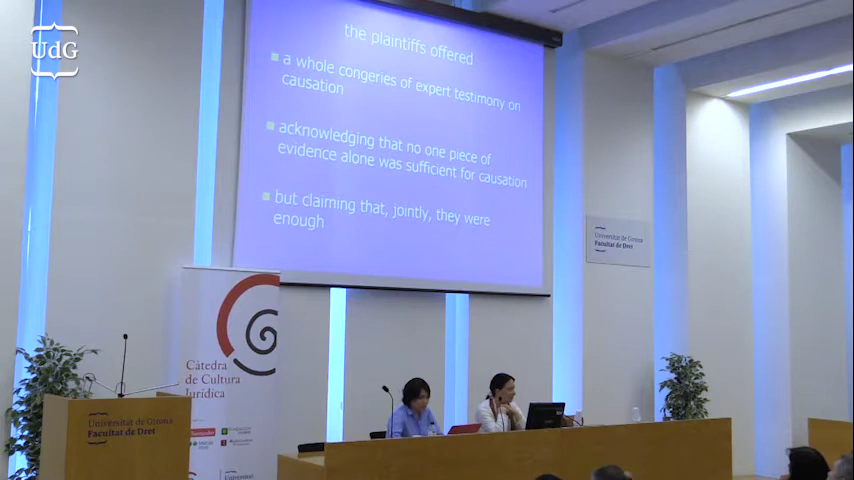 UdG
the plaintiffs offered
a whole congeries of expert testimony on
causation
acknowledging that no one piece of
evidence alone was sufficient for causation
but claiming that, jointly, they were
enough
Universitat de Girona
Facultat de Dret
Càtedra
de Cultura
Jurídica
Universitat de Girona
Facultat de Dret